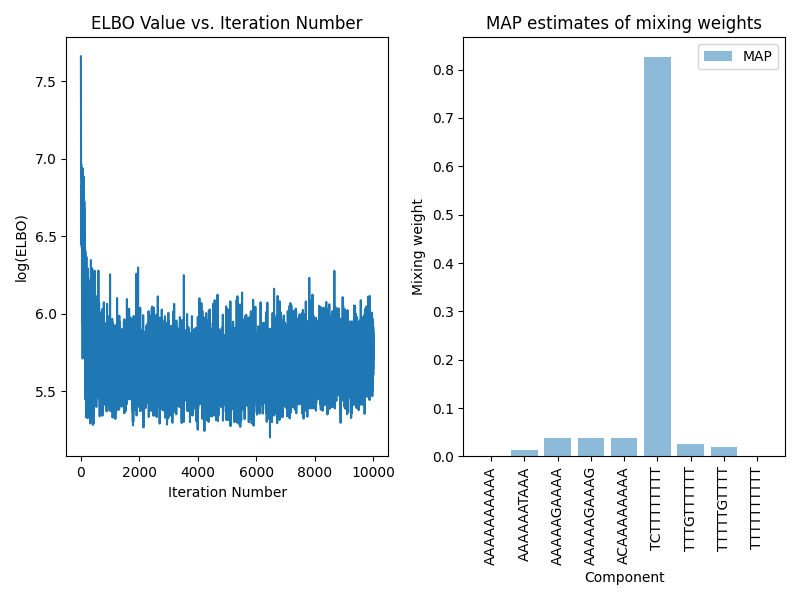 ELBO Value vs. Iteration Number
log(ELBO)
7.5
7.0
6.5
6.0
5.5
0
2000
4000
6000
8000
10000
Iteration Number
MAP estimates of mixing weights
MAP
Mixing weight
0.8
0.7
0.6
0.5
0.4
0.3
0.2
0.1
0.0
AAAAAAAAAA
AAAAAATAAA
AAAAAGAAAA
AAAAAGAAAG
ACAAAAAAAA
TCTTTTTTTT
TTTGTTTTTT
TTTTTGTTTT
TTTTTTTTTT
Component